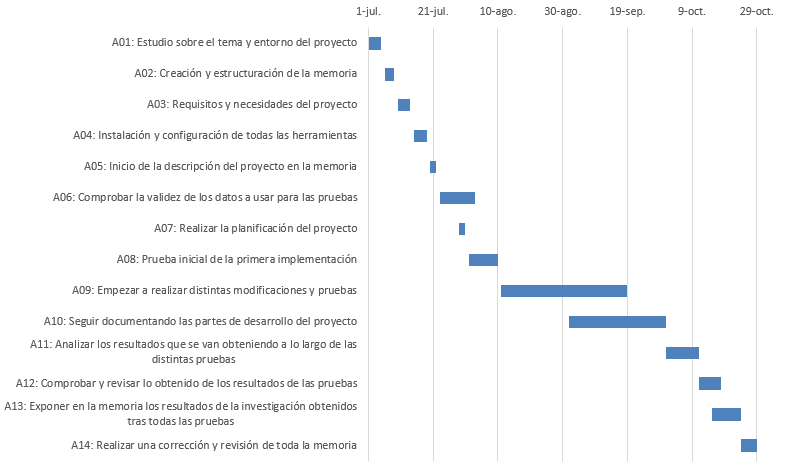 1-jul. 21-jul. 10-ago. 30-ago. 19-sep. 9-oct. 29-oct.
A01: Estudio sobre el tema y entorno del proyecto
A02: Creación y estructuración de la memoria
A03: Requisitos y necesidades del proyecto
A04: Instalación y configuración de todas las herramientas
A05: Inicio de la descripción del proyecto en la memoria
A06: Comprobar la validez de los datos a usar para las pruebas
A07: Realizar la planificación del proyecto
A08: Prueba inicial de la primera implementación
A09: Empezar a realizar distintas modificaciones y pruebas
A10: Seguir documentando las partes de desarrollo del proyecto
A11: Analizar los resultados que se van obteniendo a lo largo de las
distintas pruebas
A12: Comprobar y revisar lo obtenido de los resultados de las pruebas
A13: Exponer en la memoria los resultados de la investigación obtenidos
tras todas las pruebas
A14: Realizar una corrección y revisión de toda la memoria